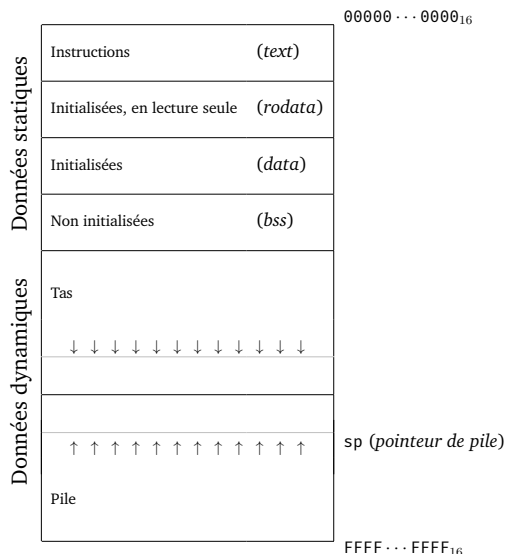 00000 ··· 0000₁₆
Données statiques
Instructions (text)
Initialisées, en lecture seule (rodata)
Initialisées (data)
Non initialisées (bss)
Données dynamiques
Tas
↓ ↓ ↓ ↓ ↓ ↓ ↓ ↓ ↓ ↓ ↓ ↓
↑ ↑ ↑ ↑ ↑ ↑ ↑ ↑ ↑ ↑ ↑ ↑
sp (pointeur de pile)
Pile
FFFF ··· FFFF₁₆